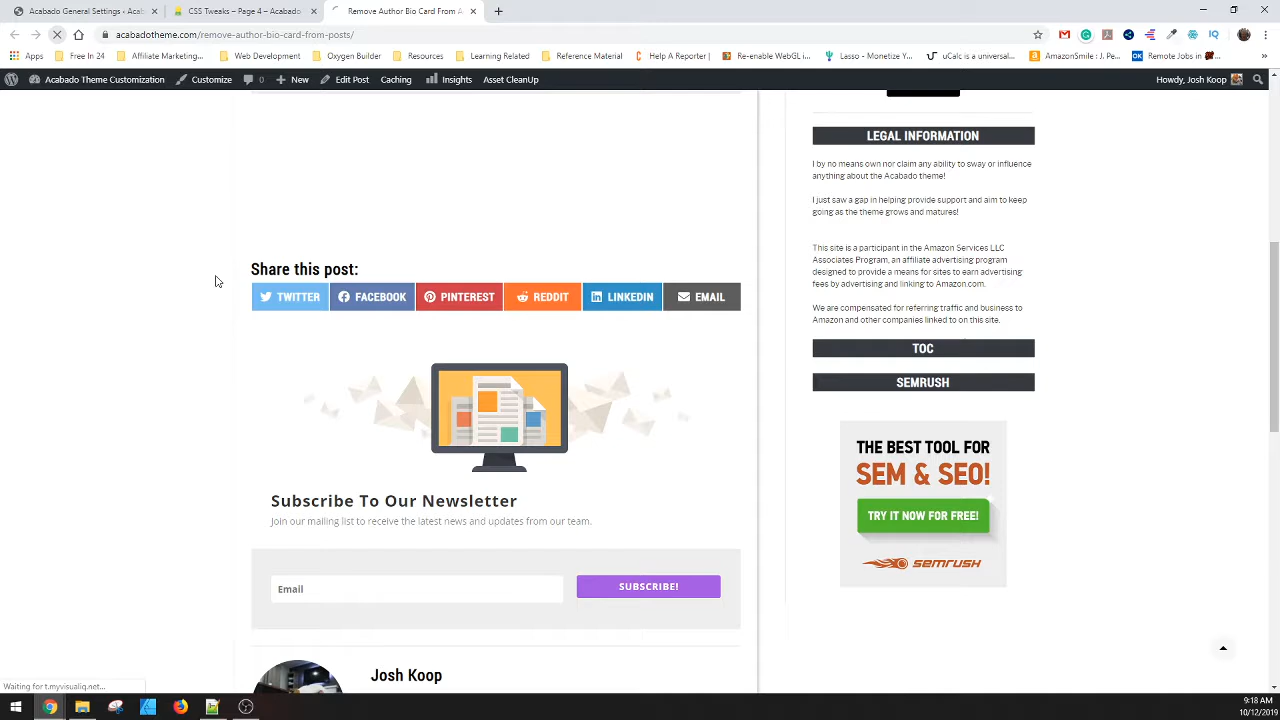 Acabado General Settings ‹ Acab
CSS Tweaks – Page 4 – Acabado
Remove Author Bio Card From A
acabadotheme.com/remove-author-bio-card-from-posts/
Apps
Free In 24
Affiliate Marketing...
Oxygen Builder
Resources
Learning Related
Reference Material
Help A Reporter |
Re-enable WebGL i...
Lasso - Monetize Y...
uCalc is a universal...
AmazonSmile : J. Pe...
Remote Jobs in
»
Acabado Theme Customization
Customize
0
New
Edit Post
Caching
Insights
Asset CleanUp
Howdy, Josh Koop
LEGAL INFORMATION
I by no means own nor claim any ability to sway or influence
anything about the Acabado theme!
I just saw a gap in helping provide support and aim to keep
going as the theme grows and matures!
This site is a participant in the Amazon Services LLC
Associates Program, an affiliate advertising program
designed to provide a means for sites to earn advertising
fees by advertising and linking to Amazon.com.
We are compensated for referring traffic and business to
Amazon and other companies linked to on this site.
TOC
SEMRUSH
THE BEST TOOL FOR
SEM & SEO!
TRY IT NOW FOR FREE!
SEMRUSH
Share this post:
TWITTER
FACEBOOK
PINTEREST
REDDIT
LINKEDIN
EMAIL
Subscribe To Our Newsletter
Join our mailing list to receive the latest news and updates from our team.
Email
SUBSCRIBE!
Josh Koop
Waiting for t.myvisualiq.net...
9:18 AM
10/12/2019